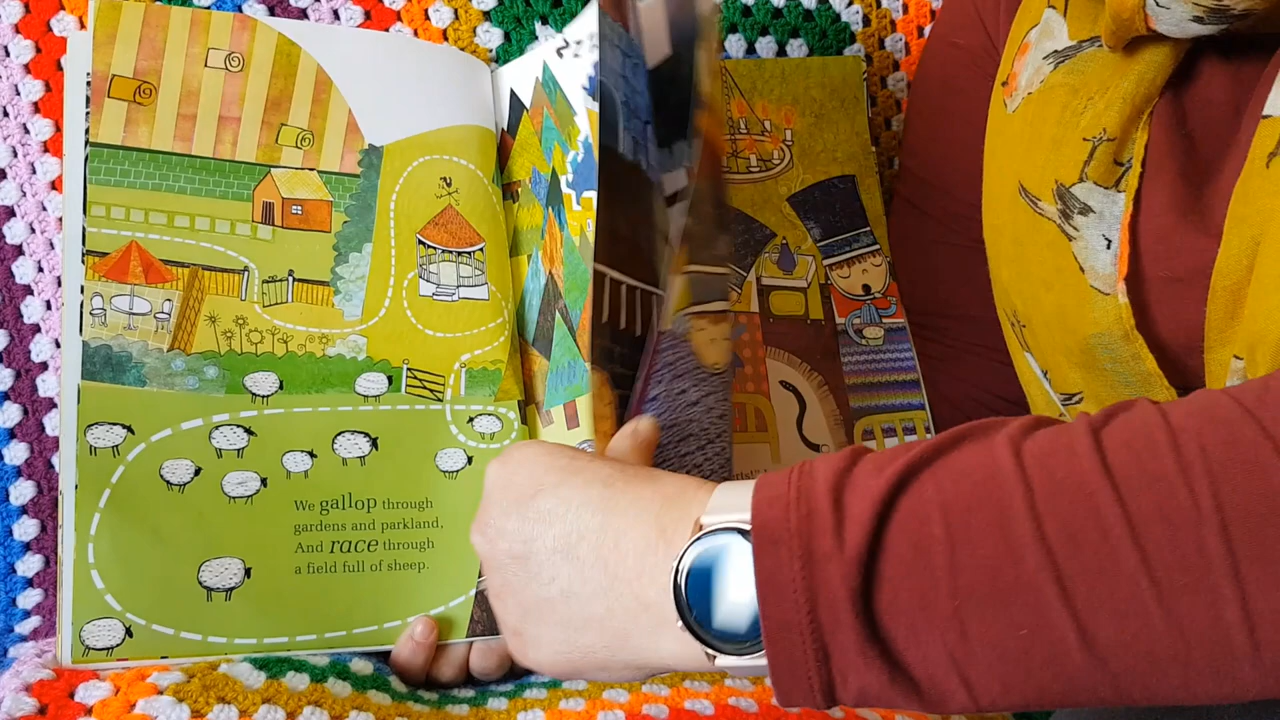 We gallop through
gardens and parkland,
And race through
a field full of sheep.